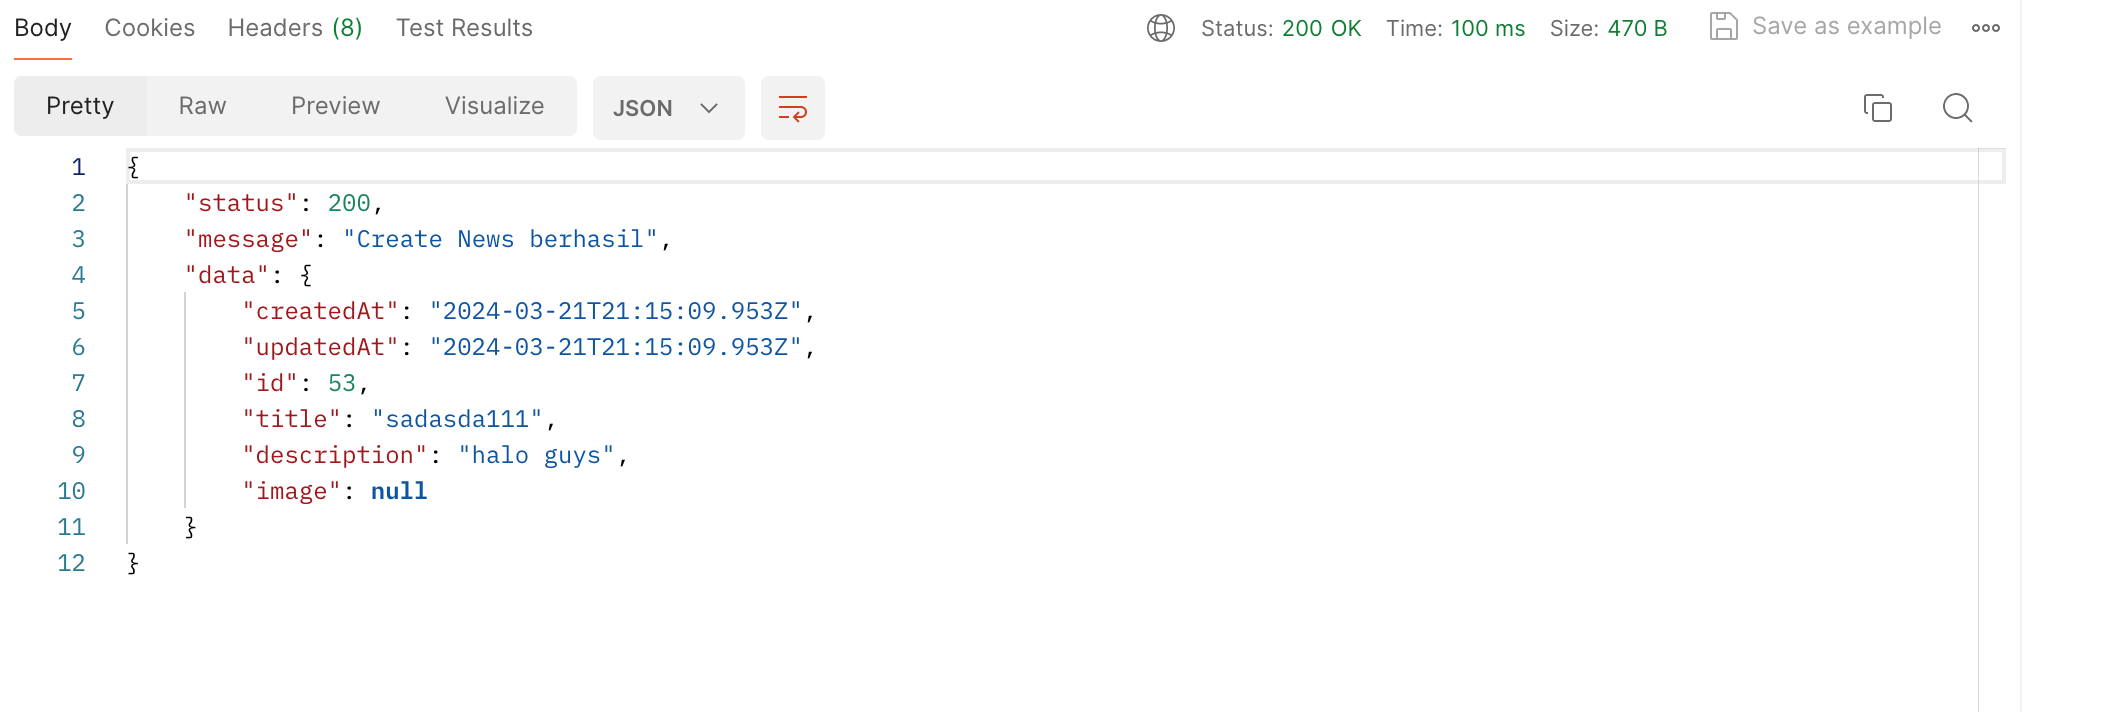 Body Cookies Headers (8) Test Results Status: 200 OK Time: 100 ms Size: 470 B Save as example
Pretty Raw Preview Visualize JSON
1 {
2 "status": 200,
3 "message": "Create News berhasil",
4 "data": {
5 "createdAt": "2024-03-21T21:15:09.953Z",
6 "updatedAt": "2024-03-21T21:15:09.953Z",
7 "id": 53,
8 "title": "sadasda111",
9 "description": "halo guys",
10 "image": null
11 }
12 }